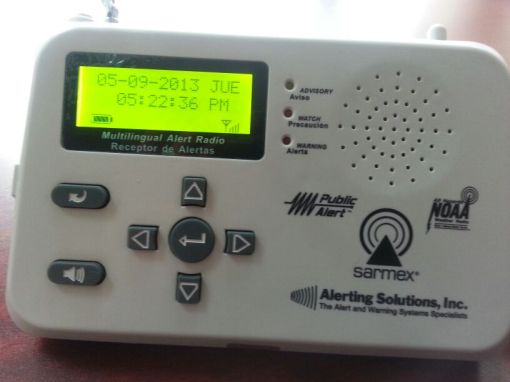 05-09-2013 JUE
05:22:36 PM
Multilingual Alert Radio
Receptor de Alertas
ADVISORY
Aviso
WATCH
Precaución
WARNING
Alerta
Public
Alert™
NOAA
sarmex®
Alerting Solutions, Inc.
The Alert and Warning Systems Specialists